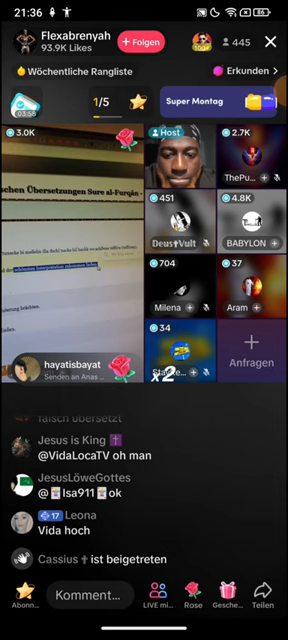 21:36
86
Flexabrenyah
93.9K Likes
+ Folgen
445
Wöchentliche Rangliste
Erkunden >
03:58
1/5
Super Montag
3.0K
Host
2.7K
ThePu...
schen Übersetzungen Sure al-Furqān -
451
Deus†Vult
4.8K
BABYLON
704
Milena
37
Aram
34
x2
Anfragen
hayatisbayat
Senden an Anas ...
falsch übersetzt
Jesus is King ✝️
@VidaLocaTV oh man
JesusLöweGottes
@🃏Isa911🃏ok
17 Leona
Vida hoch
Cassius ✝ ist beigetreten
Abonn...
Komment...
LIVE mi...
Rose
Gesche...
Teilen